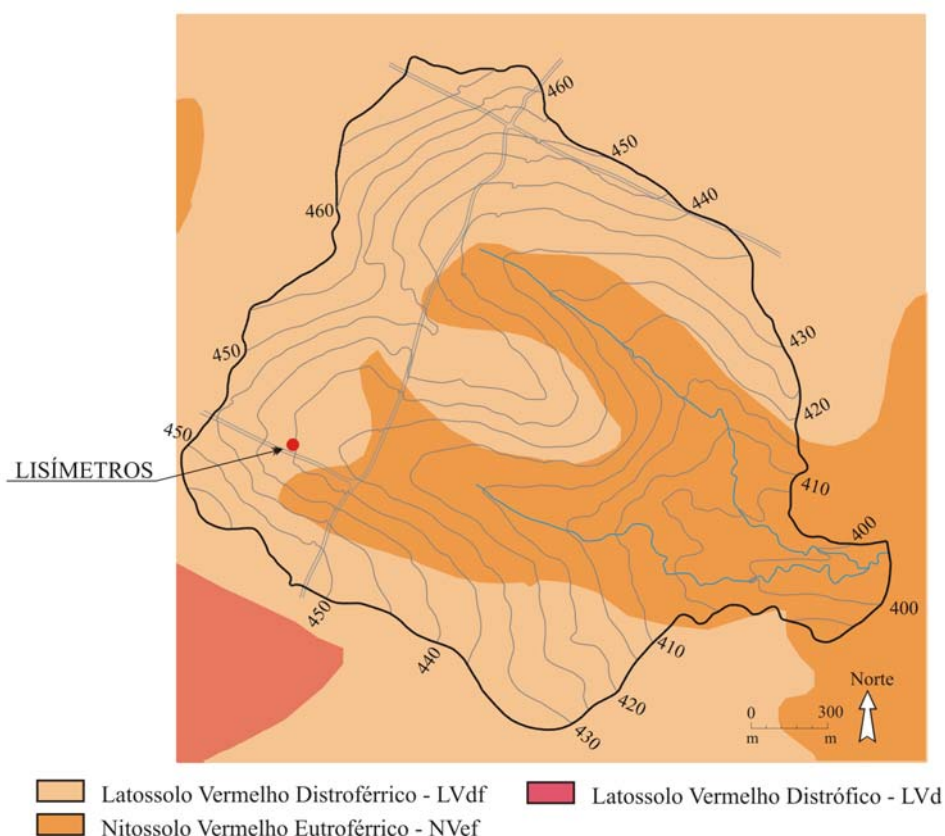 460
450
440
460
430
450
420
450
LISÍMETROS
410
400
400
450
410
440
Norte
420
0 300
m m
430
Latossolo Vermelho Distroférrico - LVdf
Latossolo Vermelho Distrófico - LVd
Nitossolo Vermelho Eutroférrico - NVef